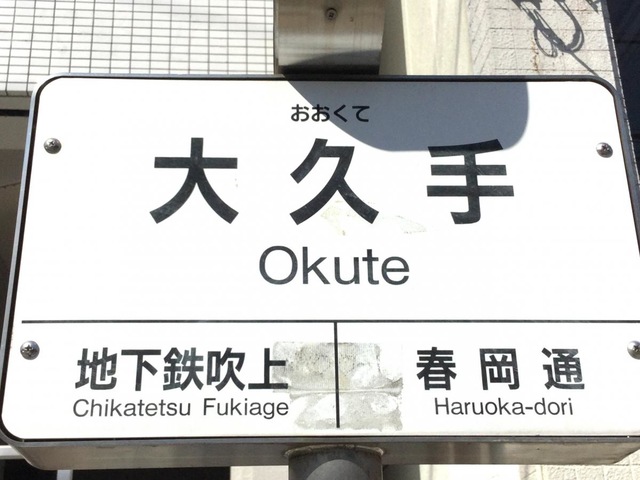 おおくて
大久手
Okute
地下鉄吹上
Chikatetsu Fukiage
春岡通
Haruoka-dori